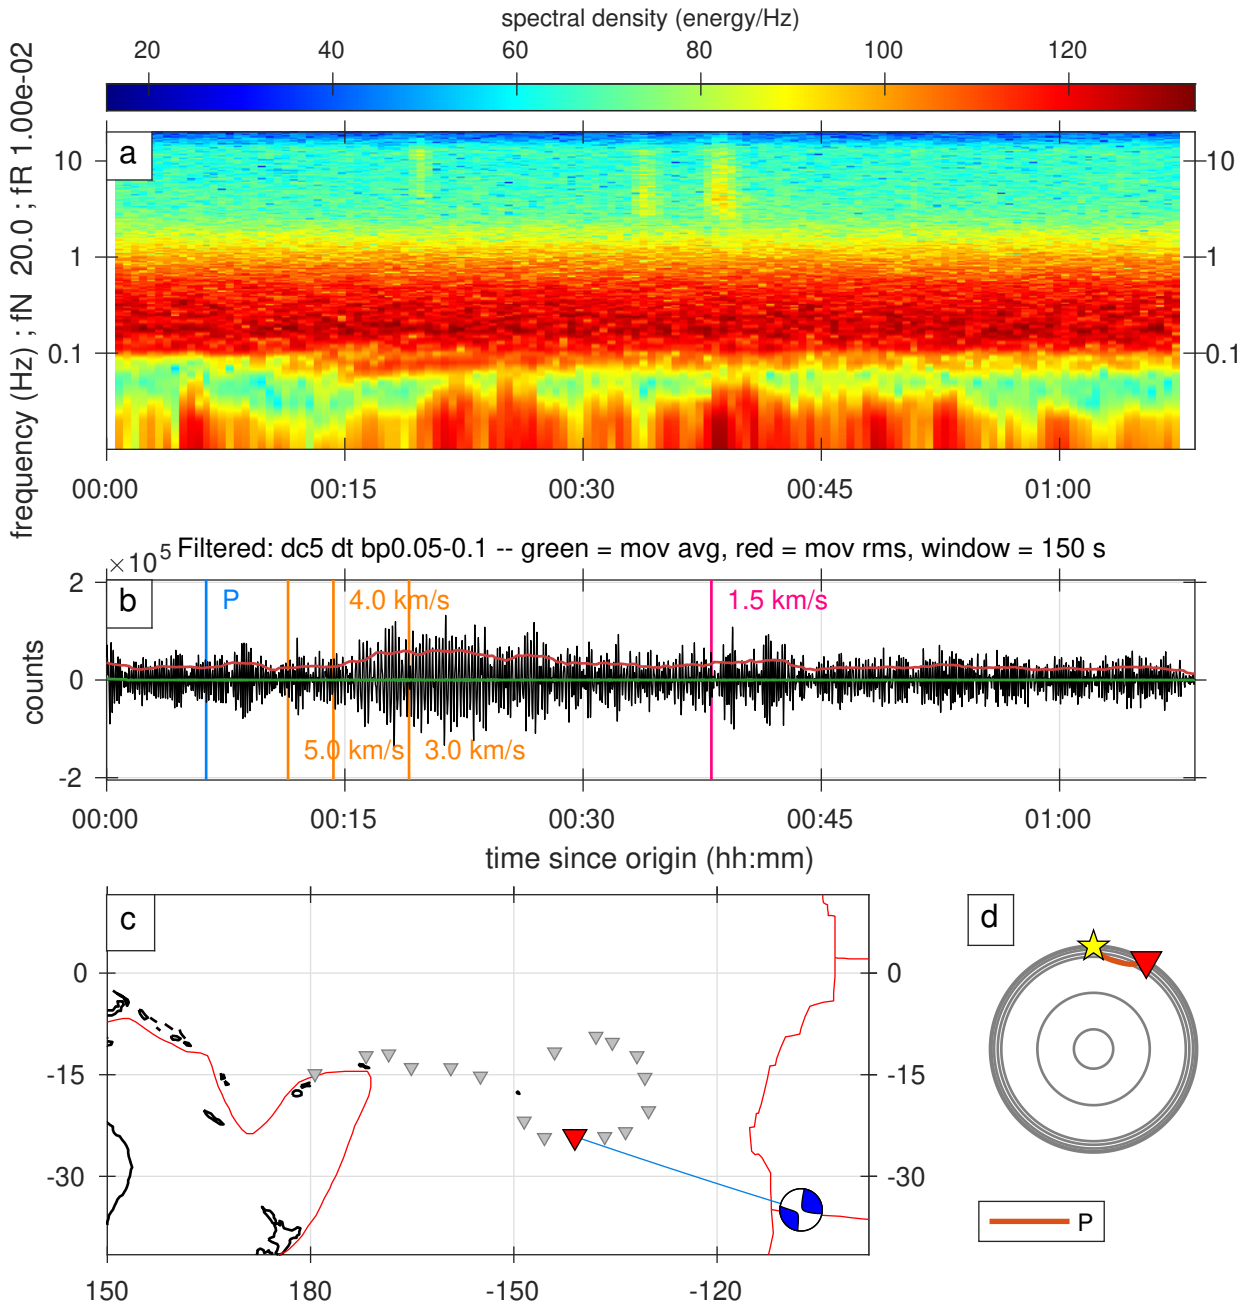 spectral density (energy/Hz)
20 40 60 80 100 120
frequency (Hz) ; fN 20.0 ; fR 1.00e-02
a
10 10
1 1
0.1 0.1
00:00 00:15 00:30 00:45 01:00
×10^5 Filtered: dc5 dt bp0.05-0.1 -- green = mov avg, red = mov rms, window = 150 s
b
P 4.0 km/s 1.5 km/s
5.0 km/s 3.0 km/s
counts
2
0
-2
00:00 00:15 00:30 00:45 01:00
time since origin (hh:mm)
c d
0 0
-15 -15
-30 -30
150 180 -150 -120
P